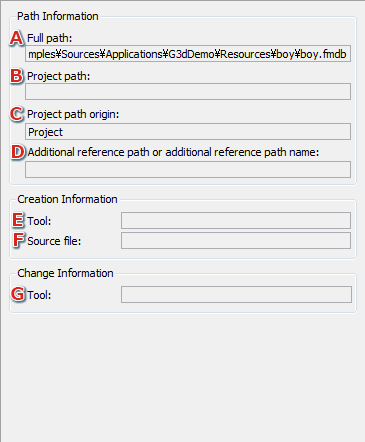 Path Information
A Full path:
mples¥Sources¥Applications¥G3dDemo¥Resources¥boy¥boy.fmdb
B Project path:
C Project path origin:
Project
D Additional reference path or additional reference path name:
Creation Information
E Tool:
F Source file:
Change Information
G Tool: